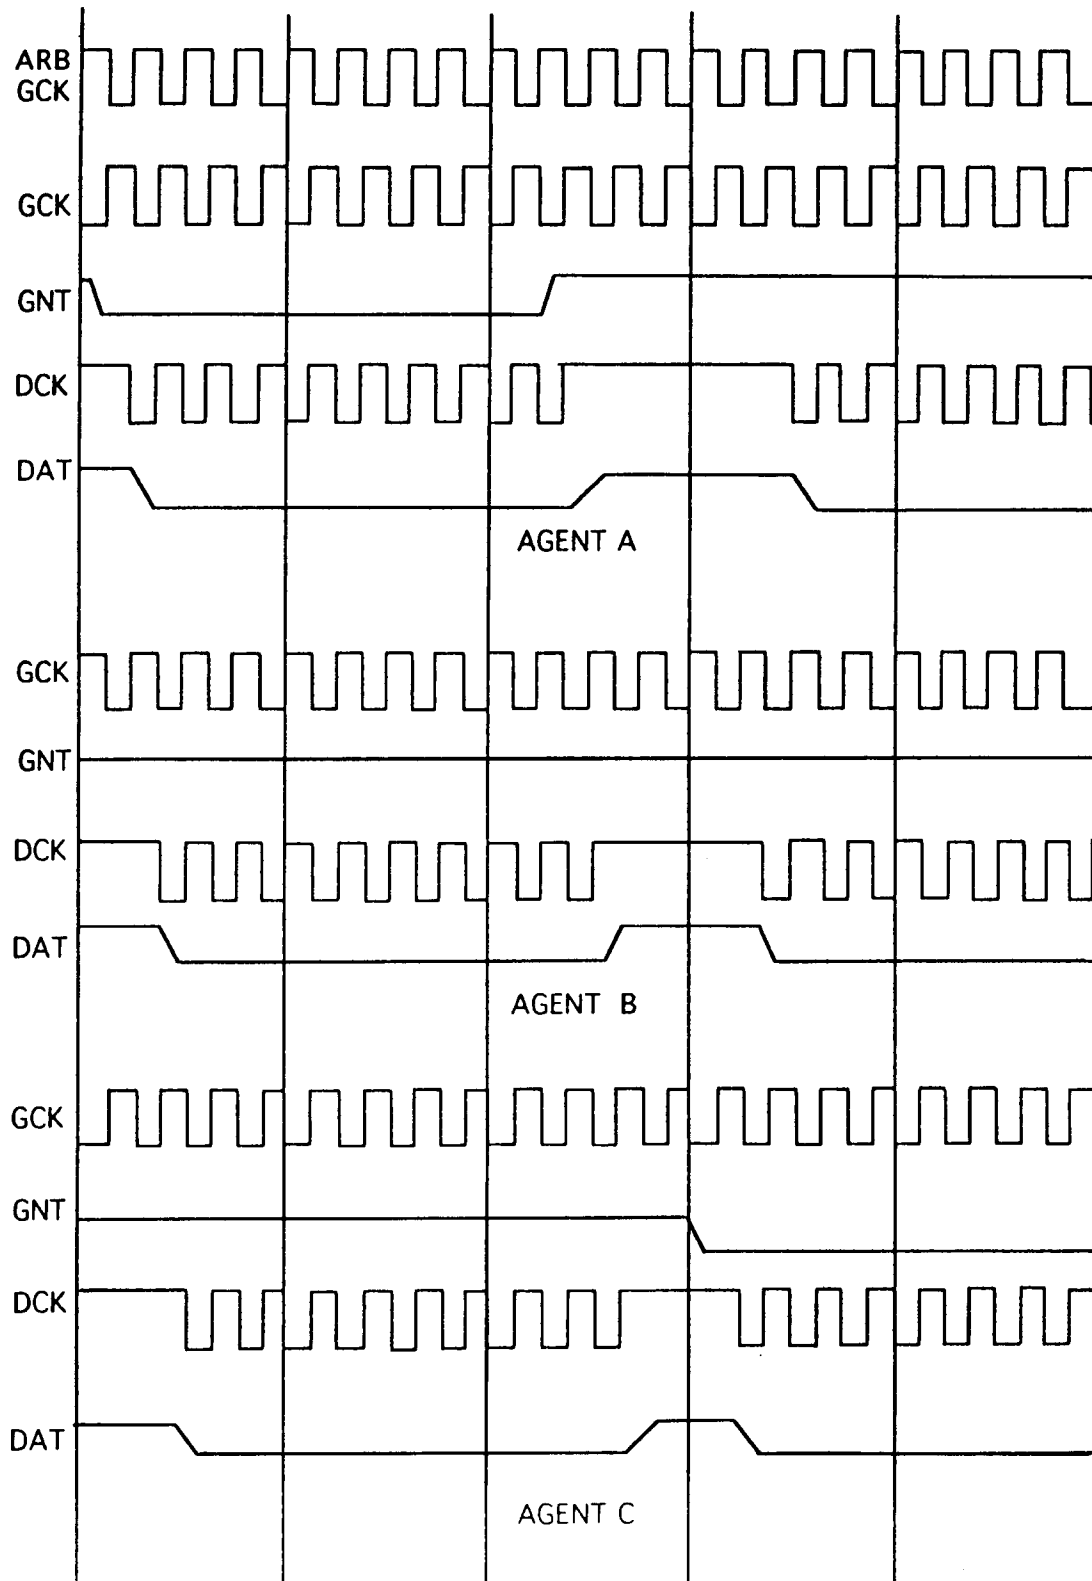 ARB
GCK
GCK
GNT
DCK
DAT
AGENT A
GCK
GNT
DCK
DAT
AGENT B
GCK
GNT
DCK
DAT
AGENT C